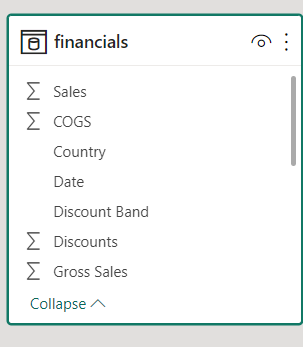 financials
Sales
COGS
Country
Date
Discount Band
Discounts
Gross Sales
Collapse